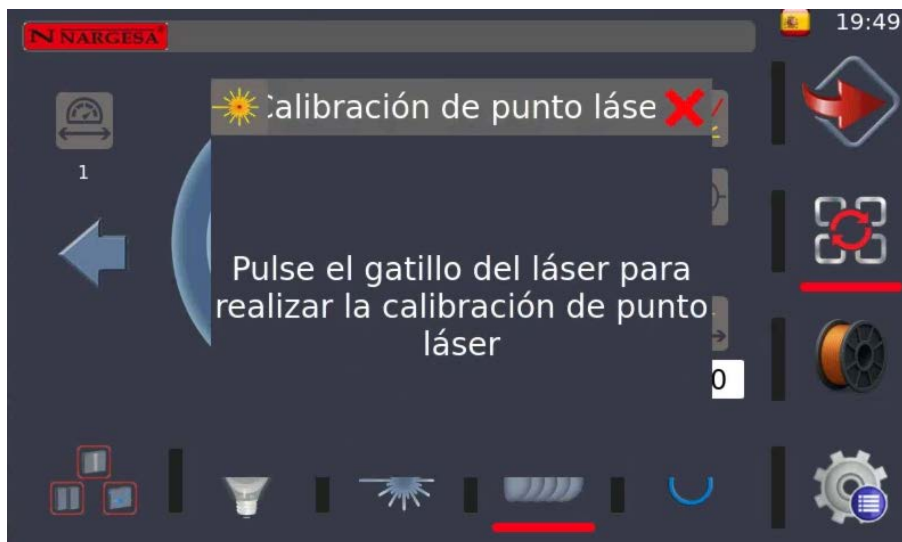 NARGESA
19:49
Calibración de punto láse
1
Pulse el gatillo del láser para
realizar la calibración de punto
láser
0